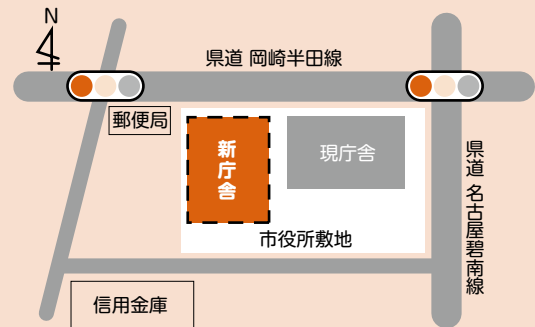 N
県道 岡崎半田線
郵便局
新庁舎
現庁舎
県道 名古屋碧南線
市役所敷地
信用金庫